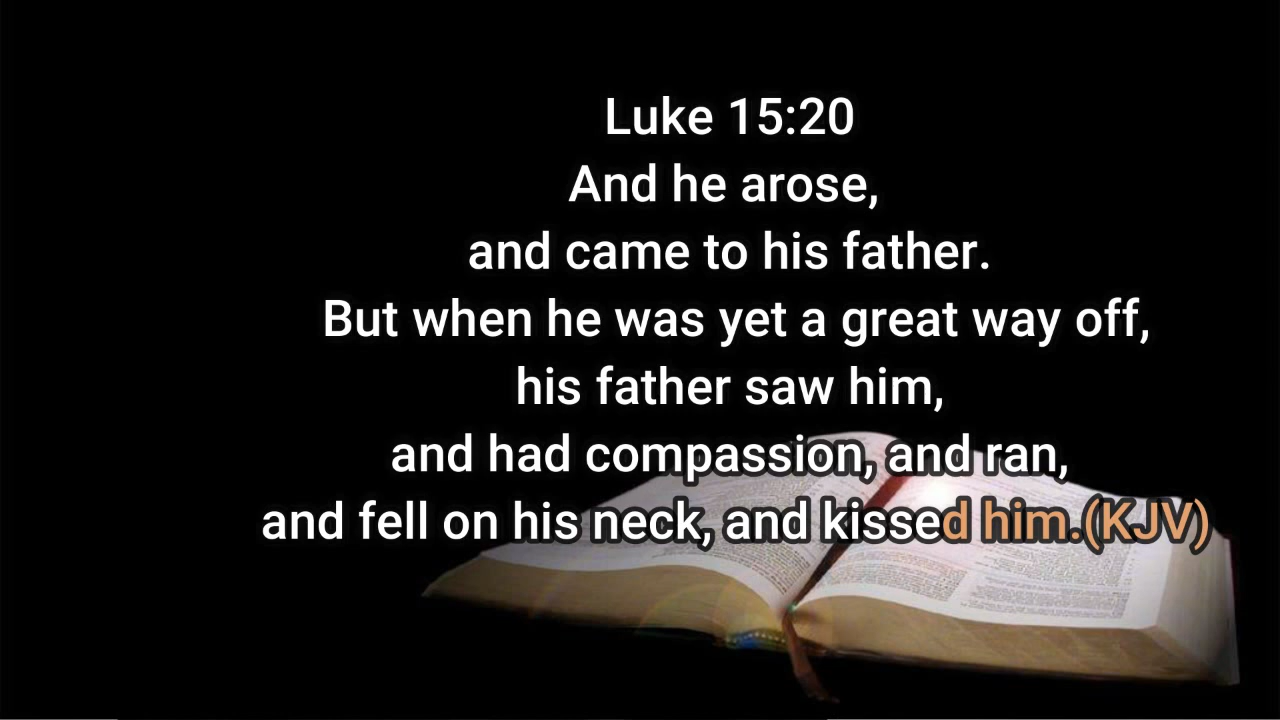 Luke 15:20
And he arose,
and came to his father.
But when he was yet a great way off,
his father saw him,
and had compassion, and ran,
and fell on his neck, and kissed him.(KJV)